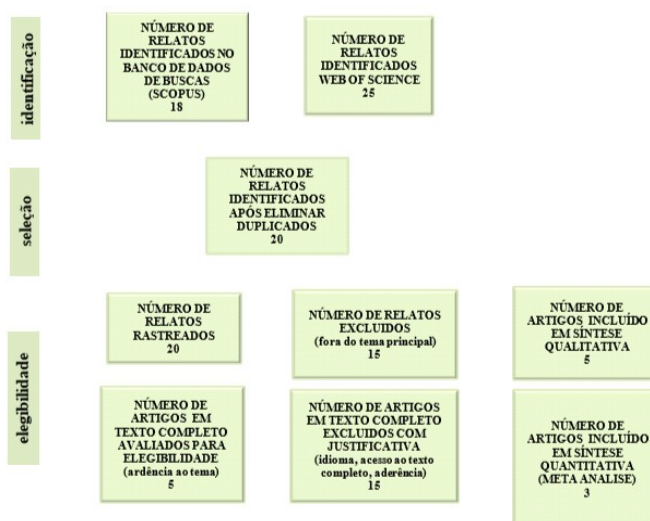 identificação
NÚMERO DE
RELATOS
IDENTIFICADOS NO
BANCO DE DADOS
DE BUSCAS
(SCOPUS)
18
NÚMERO DE
RELATOS
IDENTIFICADOS
WEB OF SCIENCE
25
seleção
NÚMERO DE
RELATOS
IDENTIFICADOS
APÓS ELIMINAR
DUPLICADOS
20
elegibilidade
NÚMERO DE
RELATOS
RASTREADOS
20
NÚMERO DE RELATOS
EXCLUIDOS
(fora do tema principal)
15
NÚMERO DE
ARTIGOS INCLUÍDO
EM SÍNTESE
QUALITATIVA
5
NÚMERO DE
ARTIGOS EM
TEXTO COMPLETO
AVALIADOS PARA
ELEGIBILIDADE
(ardência ao tema)
5
NÚMERO DE ARTIGOS
EM TEXTO COMPLETO
EXCLUIDOS COM
JUSTIFICATIVA
(idioma, acesso ao texto
completo, aderência)
15
NÚMERO DE
ARTIGOS INCLUÍDO
EM SÍNTESE
QUANTITATIVA
(META ANALISE)
3